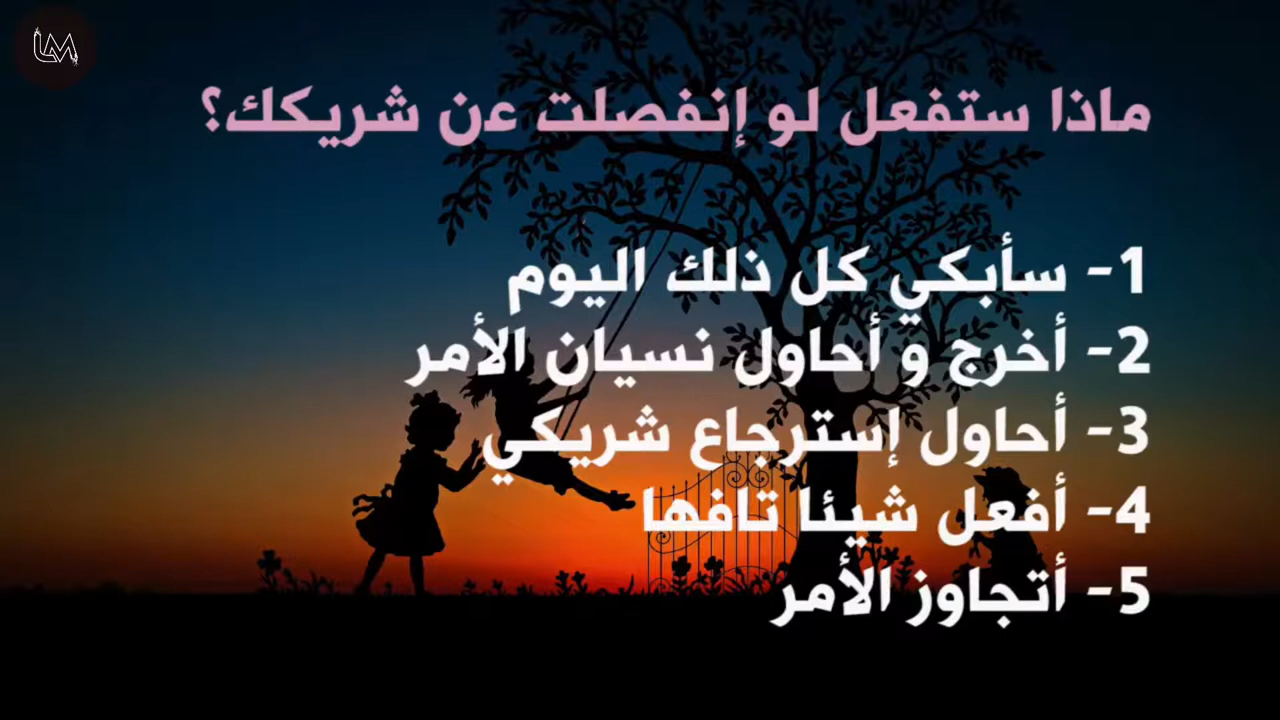 LM
ماذا ستفعل لو إنفصلت عن شريكك؟
1- سأبكي كل ذلك اليوم
2- أخرج و أحاول نسيان الأمر
3- أحاول إسترجاع شريكي
4- أفعل شيئا تافها
5- أتجاوز الأمر